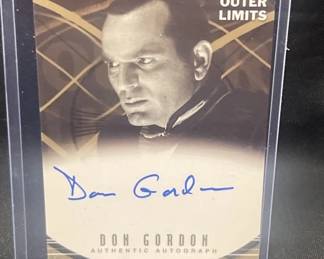 OUTER
LIMITS
Don Gordon
DON GORDON
AUTHENTIC AUTOGRAPH